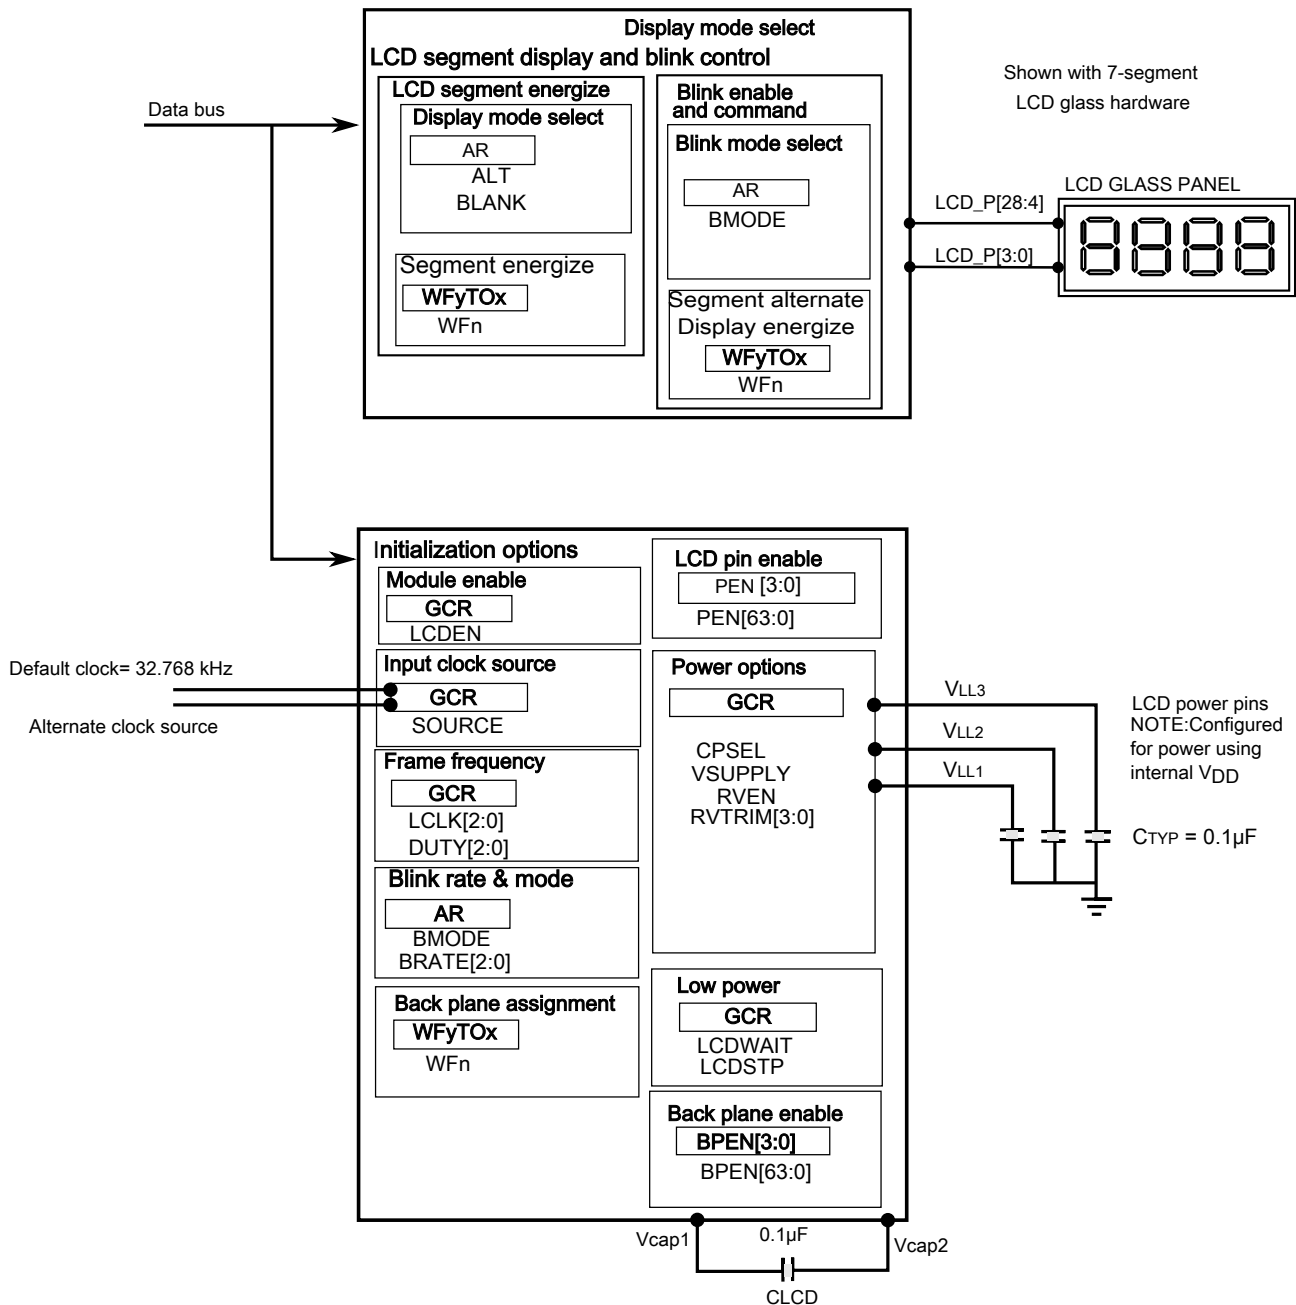 Display mode select
LCD segment display and blink control
LCD segment energize
Display mode select
AR
ALT
BLANK
Segment energize
WFyTOx
WFn
Blink enable
and command
Blink mode select
AR
BMODE
Segment alternate
Display energize
WFyTOx
WFn
Data bus
Shown with 7-segment
LCD glass hardware
LCD GLASS PANEL
LCD_P[28:4]
LCD_P[3:0]
8888
Initialization options
Module enable
GCR
LCDEN
Input clock source
GCR
SOURCE
Default clock= 32.768 kHz
Alternate clock source
Frame frequency
GCR
LCLK[2:0]
DUTY[2:0]
Blink rate & mode
AR
BMODE
BRATE[2:0]
Back plane assignment
WFyTOx
WFn
LCD pin enable
PEN [3:0]
PEN[63:0]
Power options
GCR
CPSEL
VSUPPLY
RVEN
RVTRIM[3:0]
VLL3
VLL2
VLL1
LCD power pins
NOTE:Configured
for power using
internal VDD
CTYP = 0.1µF
Low power
GCR
LCDWAIT
LCDSTP
Back plane enable
BPEN[3:0]
BPEN[63:0]
Vcap1
0.1µF
Vcap2
CLCD